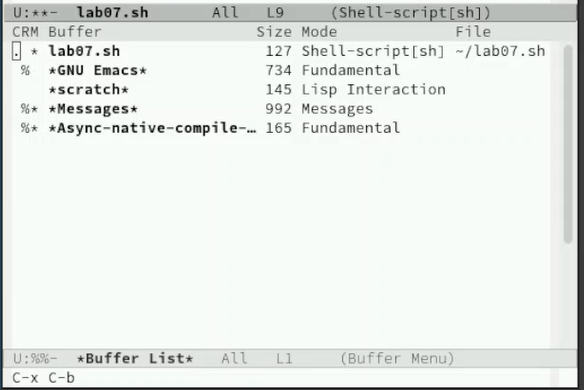 U:**-  lab07.sh       All   L9     (Shell-script[sh])
CRM Buffer                Size Mode             File
. * lab07.sh               127 Shell-script[sh] ~/lab07.sh
 %  *GNU Emacs*            734 Fundamental
    *scratch*              145 Lisp Interaction
 %* *Messages*             992 Messages
 %* *Async-native-compile-… 165 Fundamental
U:%%-  *Buffer List*   All   L1     (Buffer Menu)
C-x C-b